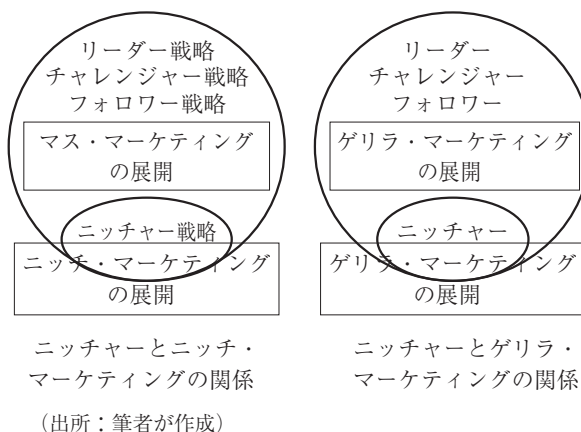 リーダー戦略
チャレンジャー戦略
フォロワー戦略
マス・マーケティング
の展開
ニッチャー戦略
ニッチ・マーケティング
の展開
ニッチャーとニッチ・
マーケティングの関係
(出所:筆者が作成)
リーダー
チャレンジャー
フォロワー
ゲリラ・マーケティング
の展開
ニッチャー
ゲリラ・マーケティング
の展開
ニッチャーとゲリラ・
マーケティングの関係